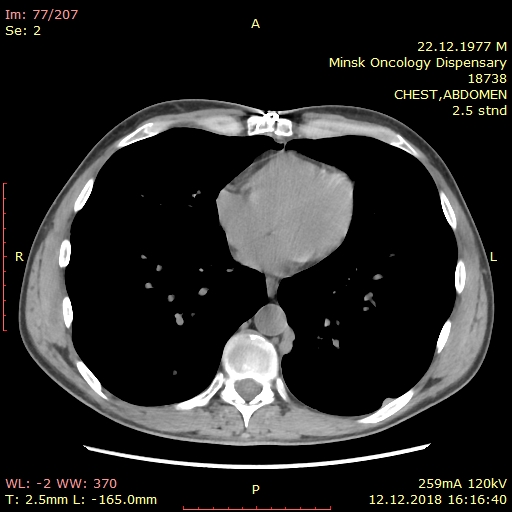 Im: 77/207
Se: 2
A
22.12.1977 M
Minsk Oncology Dispensary
18738
CHEST,ABDOMEN
2.5 stnd
R
L
WL: -2 WW: 370
T: 2.5mm L: -165.0mm
P
259mA 120kV
12.12.2018 16:16:40